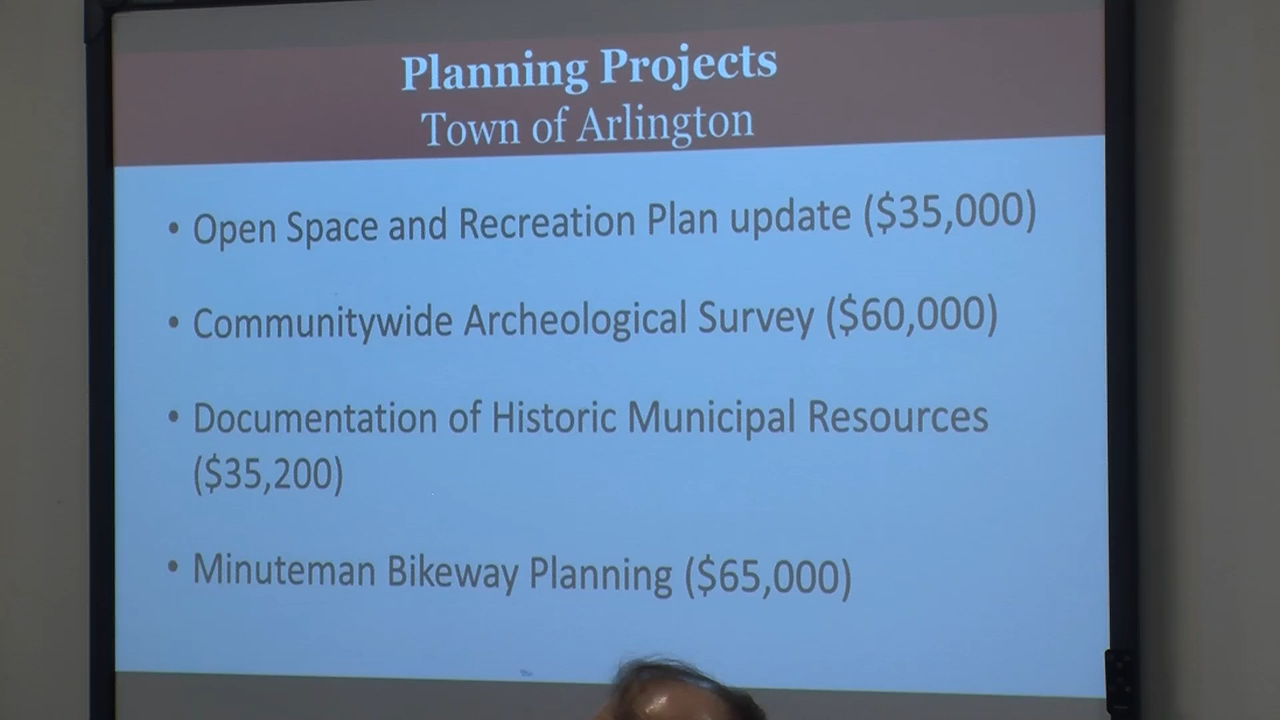 Planning Projects
Town of Arlington
• Open Space and Recreation Plan update ($35,000)
• Communitywide Archeological Survey ($60,000)
• Documentation of Historic Municipal Resources
($35,200)
• Minuteman Bikeway Planning ($65,000)